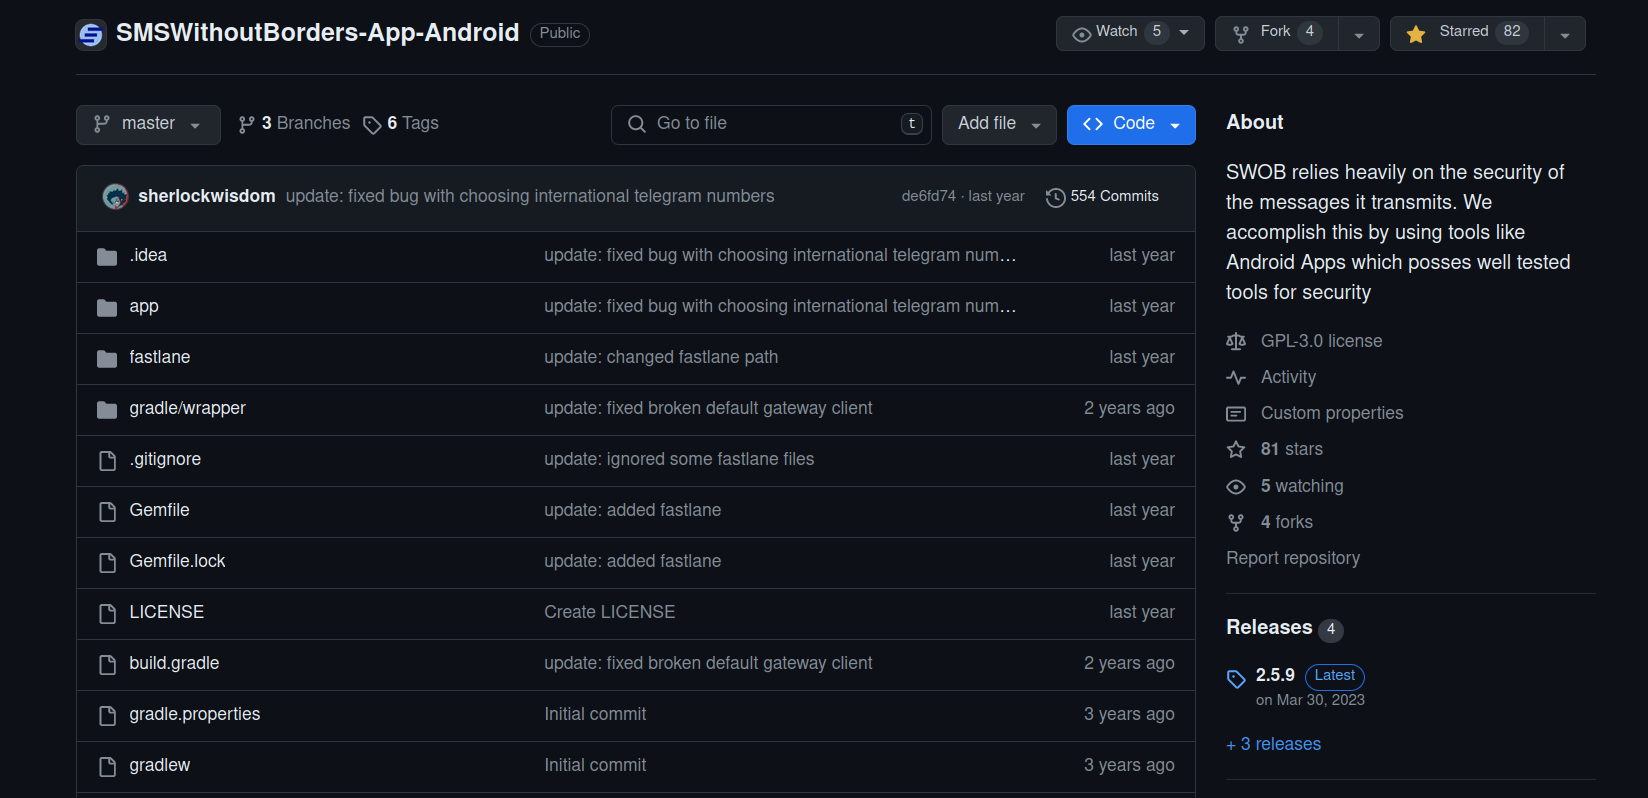 SMSWithoutBorders-App-Android Public Watch 5 Fork 4 Starred 82
master 3 Branches 6 Tags Go to file t Add file Code
sherlockwisdom update: fixed bug with choosing international telegram numbers de6fd74 · last year 554 Commits
.idea update: fixed bug with choosing international telegram num… last year
app update: fixed bug with choosing international telegram num… last year
fastlane update: changed fastlane path last year
gradle/wrapper update: fixed broken default gateway client 2 years ago
.gitignore update: ignored some fastlane files last year
Gemfile update: added fastlane last year
Gemfile.lock update: added fastlane last year
LICENSE Create LICENSE last year
build.gradle update: fixed broken default gateway client 2 years ago
gradle.properties Initial commit 3 years ago
gradlew Initial commit 3 years ago
About
SWOB relies heavily on the security of
the messages it transmits. We
accomplish this by using tools like
Android Apps which posses well tested
tools for security
GPL-3.0 license
Activity
Custom properties
81 stars
5 watching
4 forks
Report repository
Releases 4
2.5.9 Latest
on Mar 30, 2023
+ 3 releases